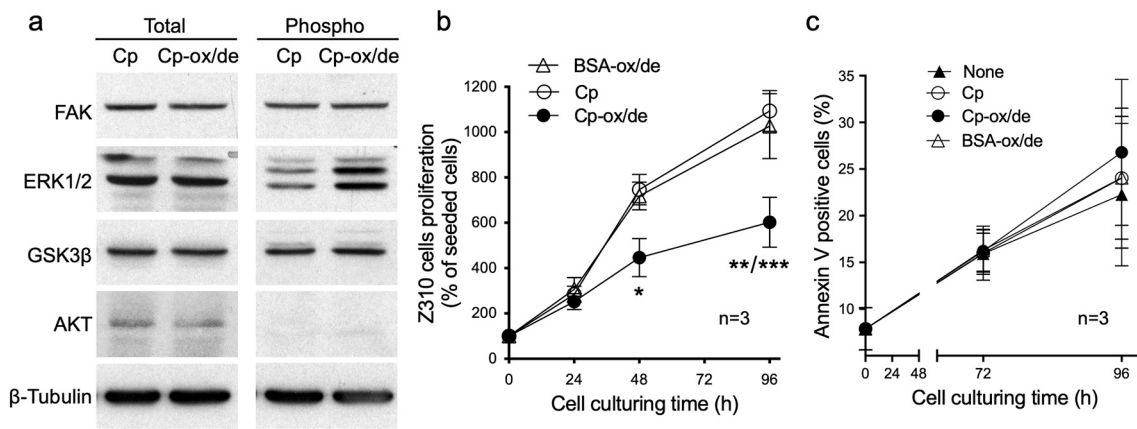 a
Total
Phospho
Cp
Cp-ox/de
Cp
Cp-ox/de
FAK
ERK1/2
GSK3β
AKT
β-Tubulin
b
BSA-ox/de
Cp
Cp-ox/de
Z310 cells proliferation
(% of seeded cells)
1200
1000
800
600
400
200
0
*
**/***
n=3
0
24
48
72
96
Cell culturing time (h)
c
None
Cp
Cp-ox/de
BSA-ox/de
Annexin V positive cells (%)
35
30
25
20
15
10
n=3
0
24
48
72
96
Cell culturing time (h)